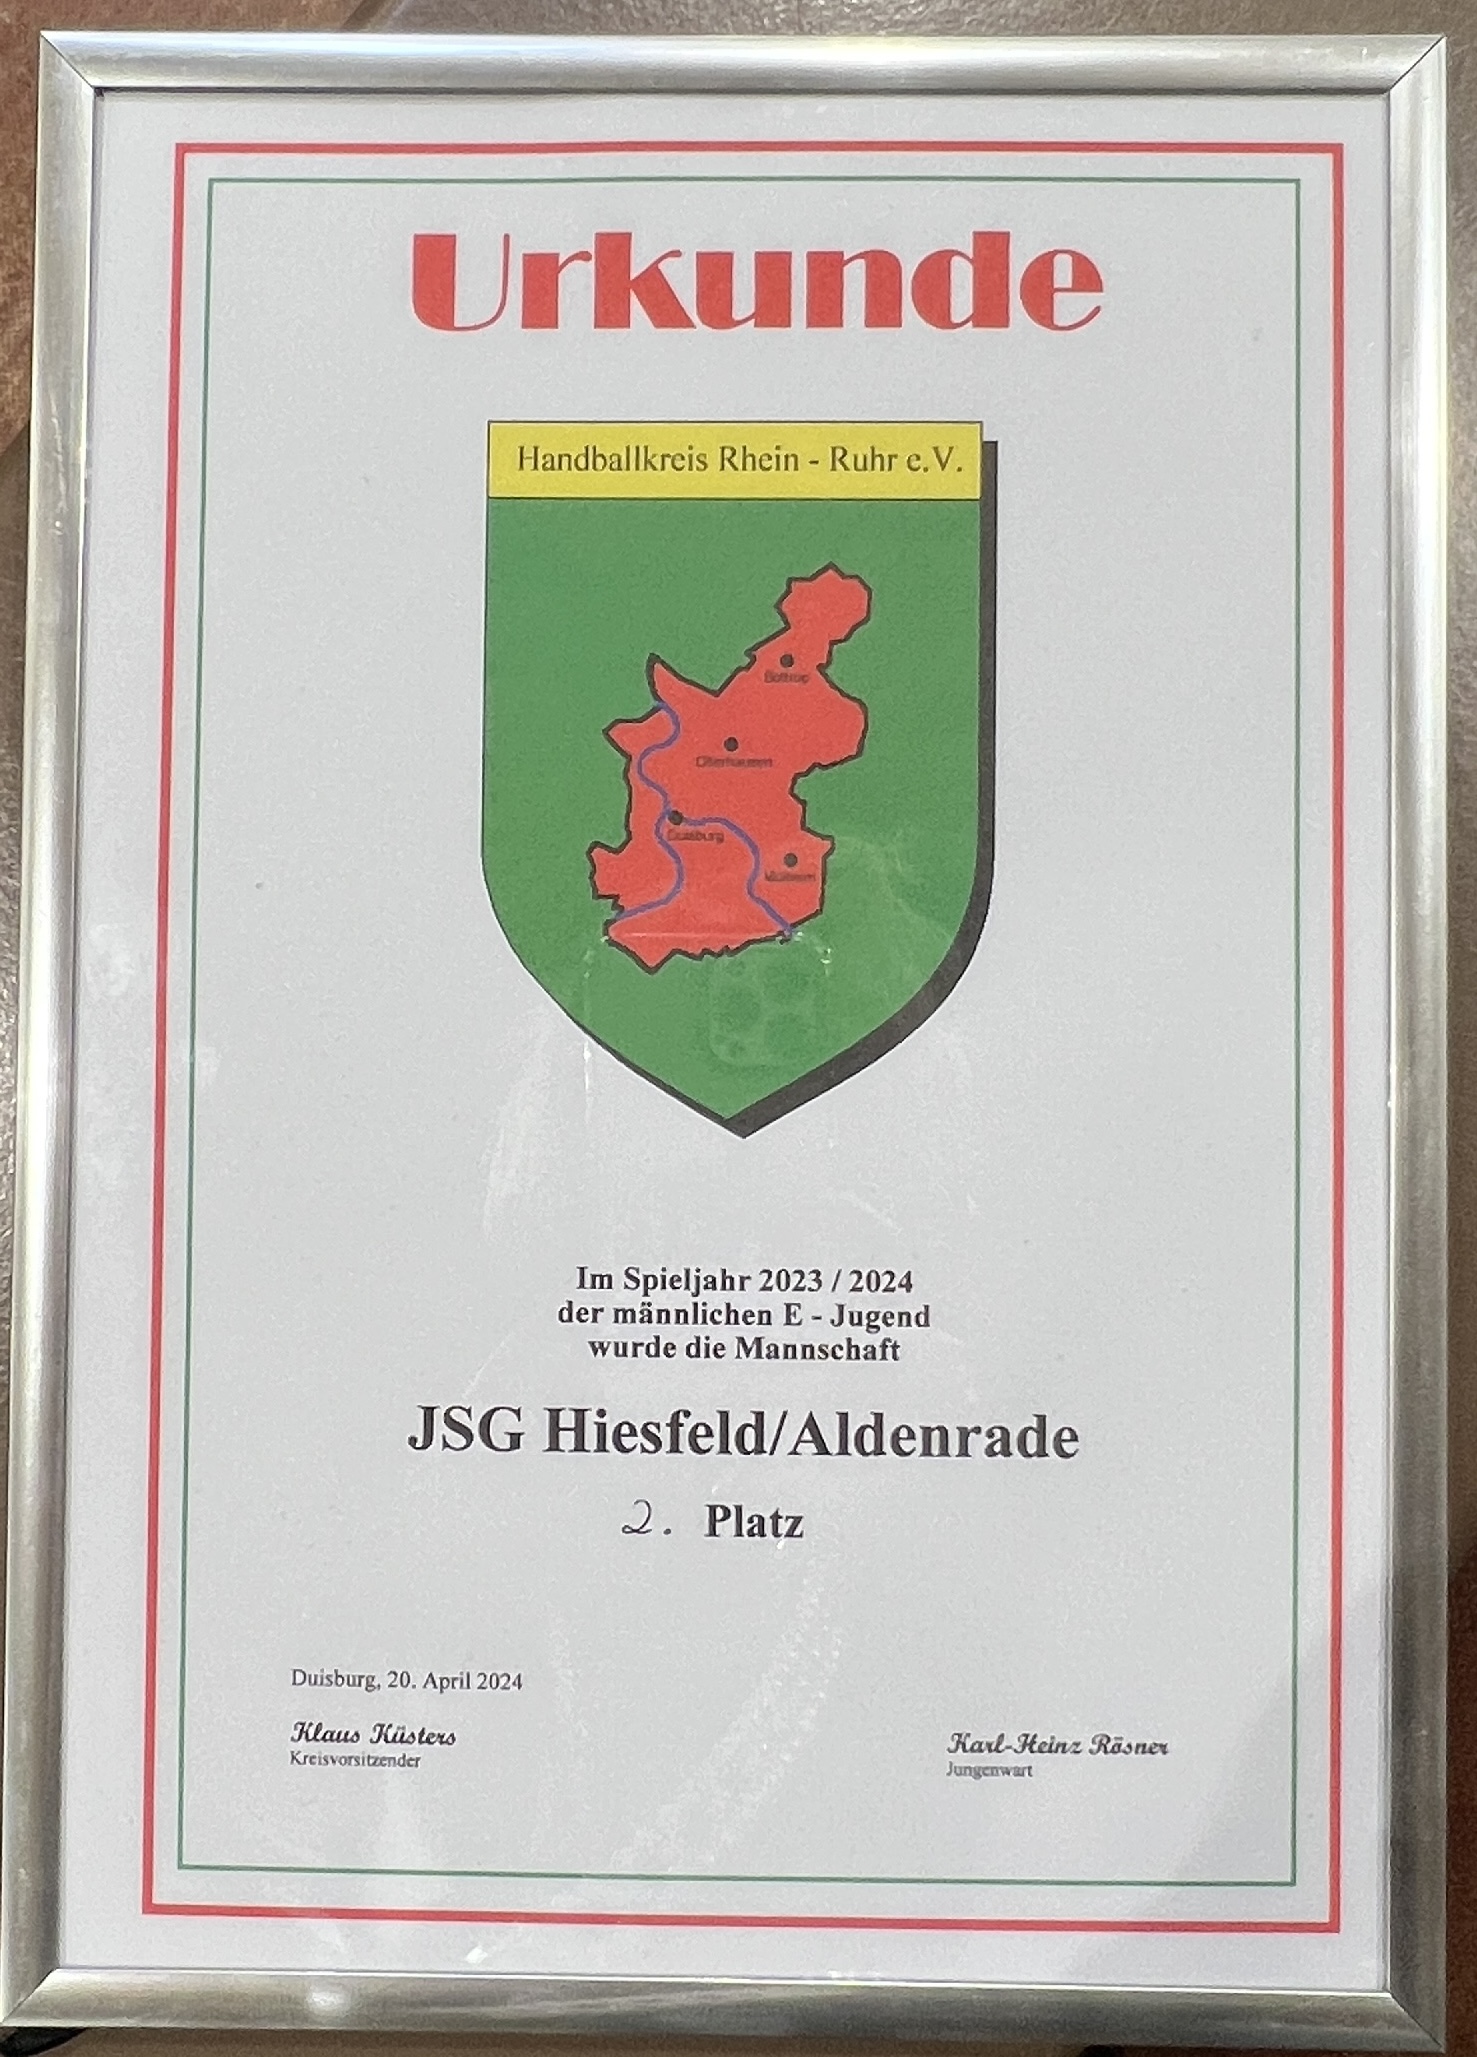 Urkunde
Handballkreis Rhein - Ruhr e.V.
Bottrop
Oberhausen
Duisburg
Mülheim
Im Spieljahr 2023 / 2024
der männlichen E - Jugend
wurde die Mannschaft
JSG Hiesfeld/Aldenrade
2. Platz
Duisburg, 20. April 2024
Klaus Küsters
Kreisvorsitzender
Karl-Heinz Rösner
Jungenwart